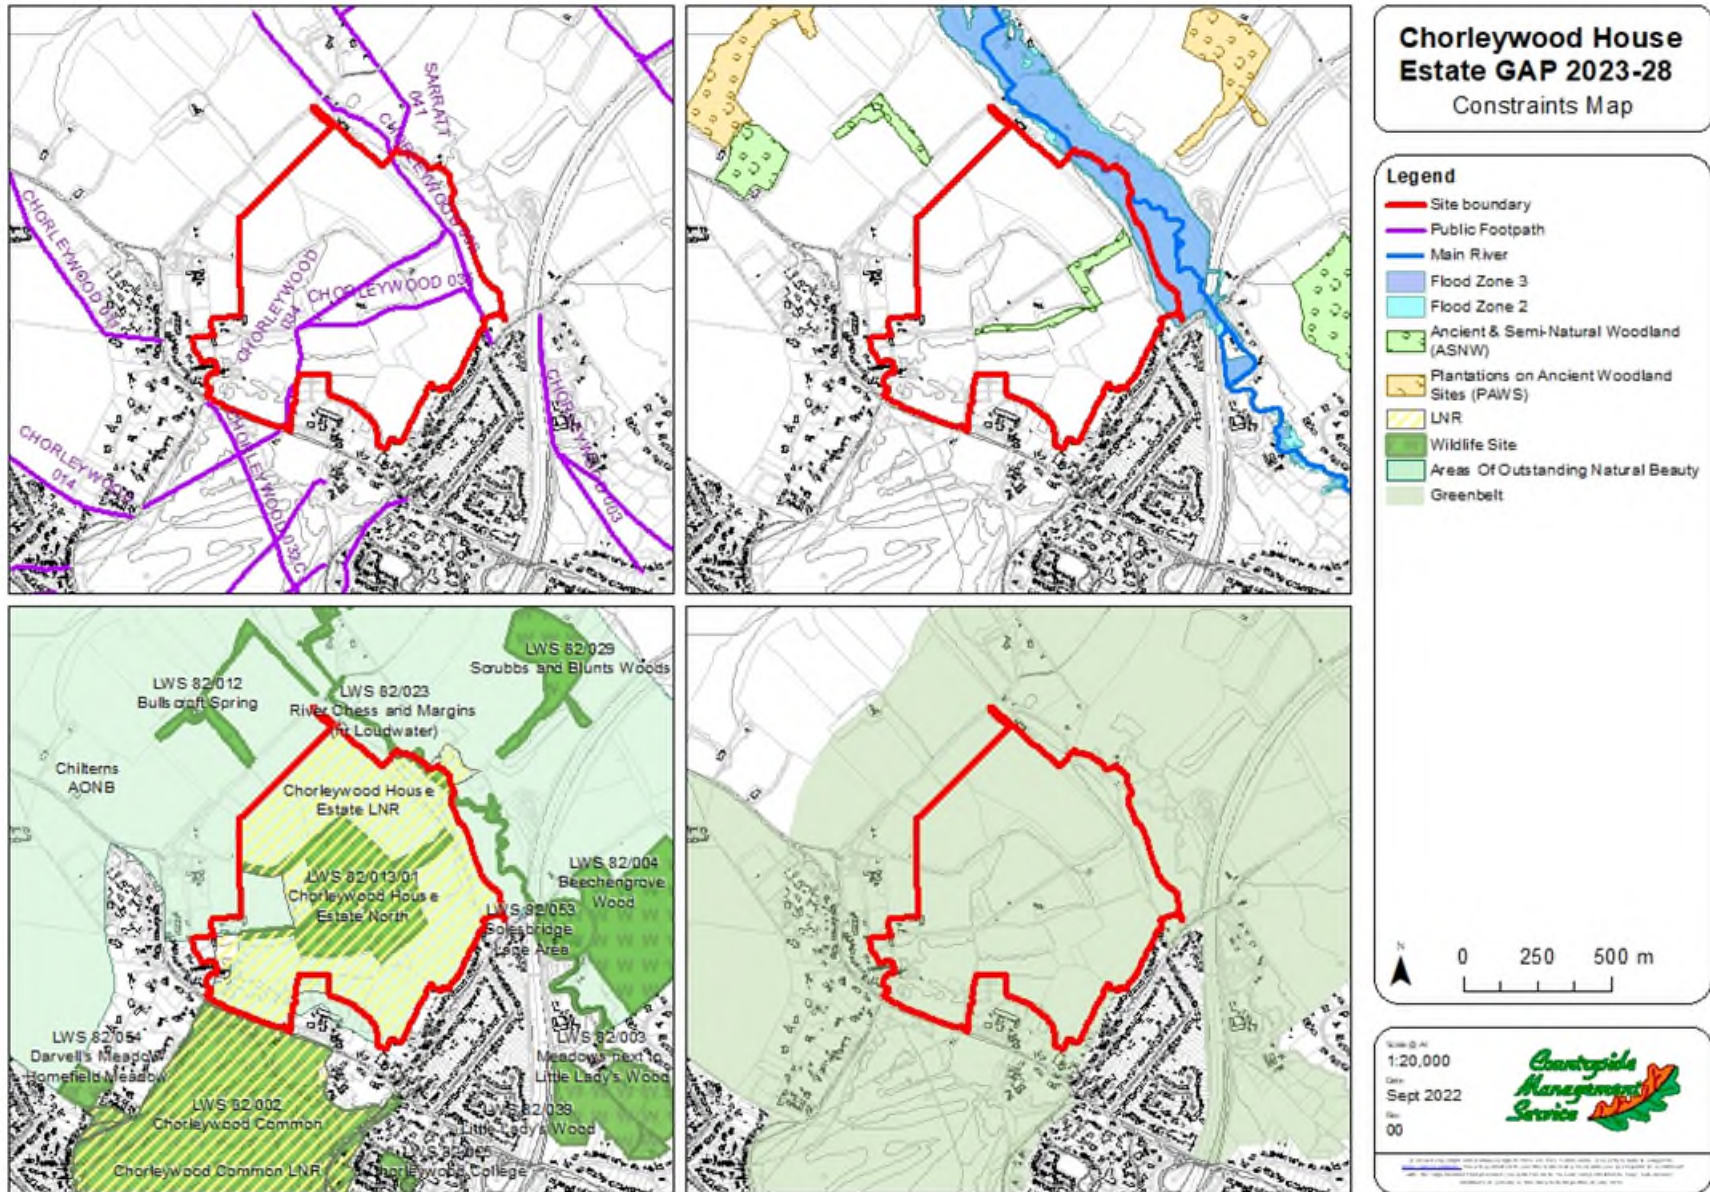 Chorleywood House
Estate GAP 2023-28
Constraints Map
Legend
Site boundary
Public Footpath
Main River
Flood Zone 3
Flood Zone 2
Ancient & Semi-Natural Woodland
(ASNW)
Plantations on Ancient Woodland
Sites (PAWS)
LNR
Wildlife Site
Areas Of Outstanding Natural Beauty
Greenbelt
N
0 250 500 m
Scale @ A4
1:20,000
Date
Sept 2022
Rev
00
Countryside
Management
Service
SARRATT
041
CHORLEYWOOD
CHORLEYWOOD
CHORLEYWOOD
034
CHORLEYWOOD
CHORLEYWOOD
014
CHORLEYWOOD 032C
CHORLEYWOOD 003
LWS 82/029
Scrubbs and Blunts Woods
LWS 82/012
Bullscroft Spring
LWS 82/023
River Chess and Margins
(nr Loudwater)
Chilterns
AONB
Chorleywood House
Estate LNR
LWS 82/013/01
Chorleywood House
Estate North
LWS 82/004
Beechengrove
Wood
LWS 82/053
Solesbridge
Lane Area
LWS 82/054
Darvell's Meadow
Homefield Meadow
LWS 82/003
Meadows next to
Little Lady's Wood
LWS 82/002
Chorleywood Common
LWS 82/039
Little Lady's Wood
Chorleywood Common LNR
Chorleywood College